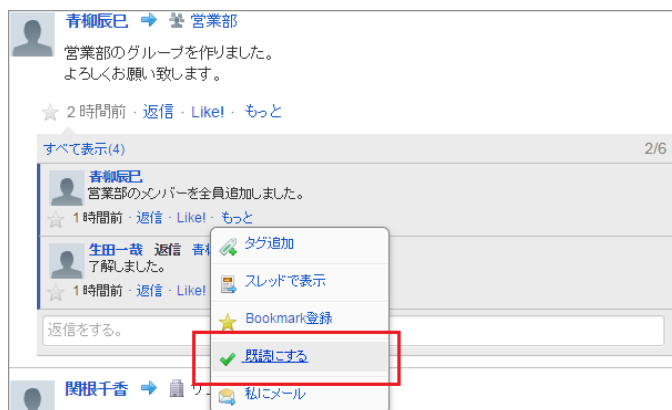 青柳辰巳 営業部
営業部のグループを作りました。
よろしくお願い致します。
2時間前 · 返信 · Like! · もっと
すべて表示(4) 2/6
青柳辰巳
営業部のメンバーを全員追加しました。
1時間前 · 返信 · Like! · もっと
生田一哉 返信
了解しました。
1時間前 · 返信 · Like!
返信をする。
タグ追加
スレッドで表示
Bookmark登録
既読にする
私にメール
関根千香